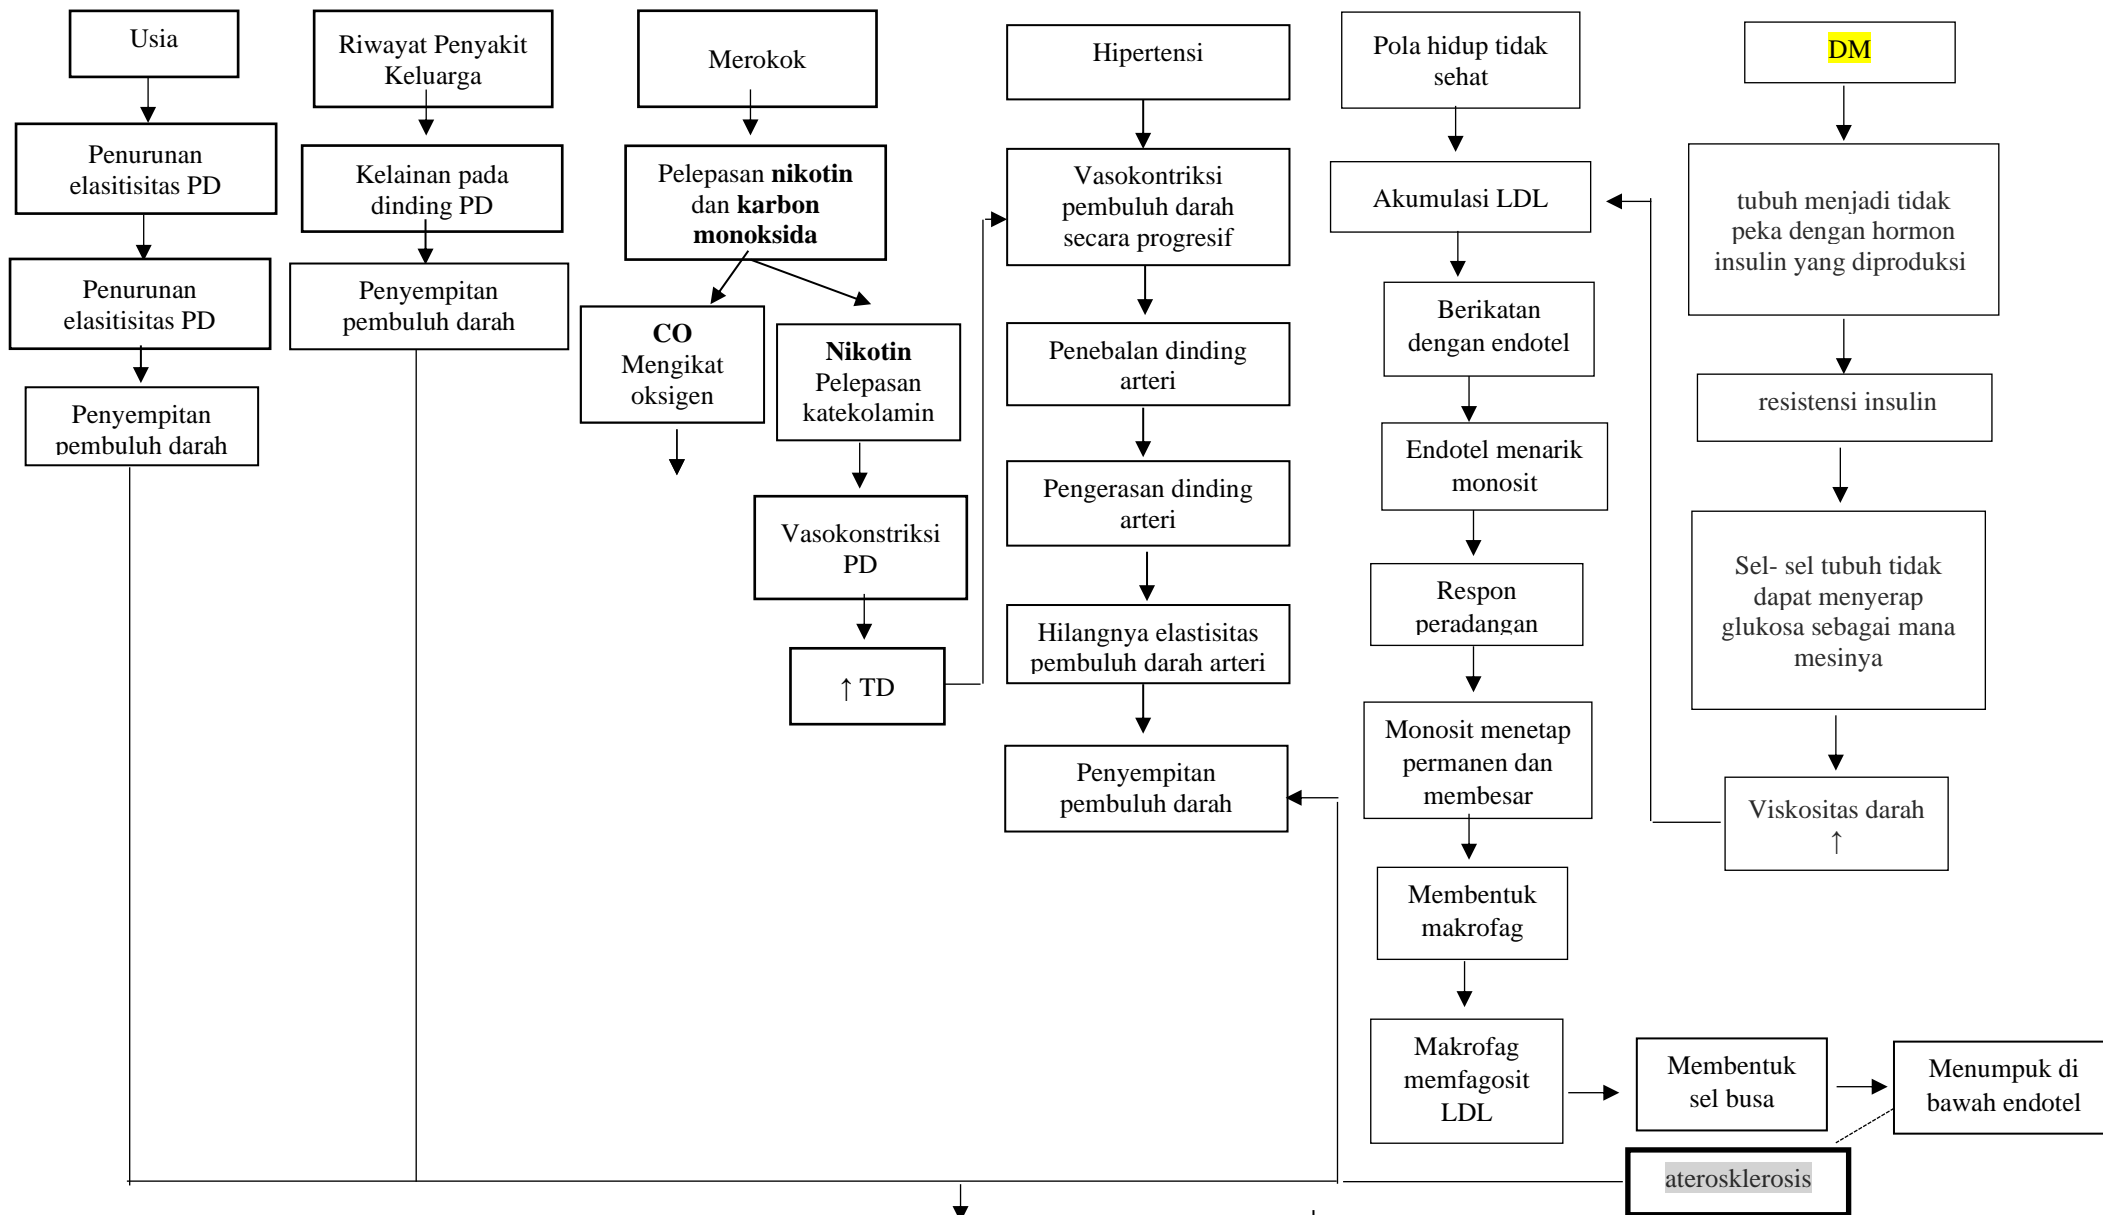 Usia
Penurunan
elasitisitas PD
Penurunan
elasitisitas PD
Penyempitan
pembuluh darah
Riwayat Penyakit
Keluarga
Kelainan pada
dinding PD
Penyempitan
pembuluh darah
Merokok
Pelepasan nikotin
dan karbon
monoksida
CO
Mengikat
oksigen
Nikotin
Pelepasan
katekolamin
Vasokonstriksi
PD
↑ TD
Hipertensi
Vasokontriksi
pembuluh darah
secara progresif
Penebalan dinding
arteri
Pengerasan dinding
arteri
Hilangnya elastisitas
pembuluh darah arteri
Penyempitan
pembuluh darah
Pola hidup tidak
sehat
Akumulasi LDL
Berikatan
dengan endotel
Endotel menarik
monosit
Respon
peradangan
Monosit menetap
permanen dan
membesar
Membentuk
makrofag
Makrofag
memfagosit
LDL
Membentuk
sel busa
Menumpuk di
bawah endotel
aterosklerosis
DM
tubuh menjadi tidak
peka dengan hormon
insulin yang diproduksi
resistensi insulin
Sel- sel tubuh tidak
dapat menyerap
glukosa sebagai mana
mesinya
Viskositas darah
↑